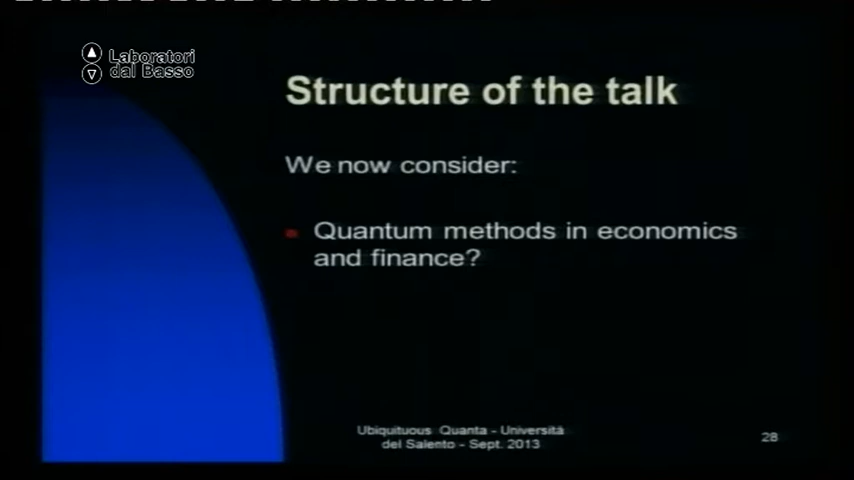 Laboratori
dal Basso
Structure of the talk
We now consider:
Quantum methods in economics
and finance?
Ubiquituous Quanta - Università
del Salento - Sept. 2013
28